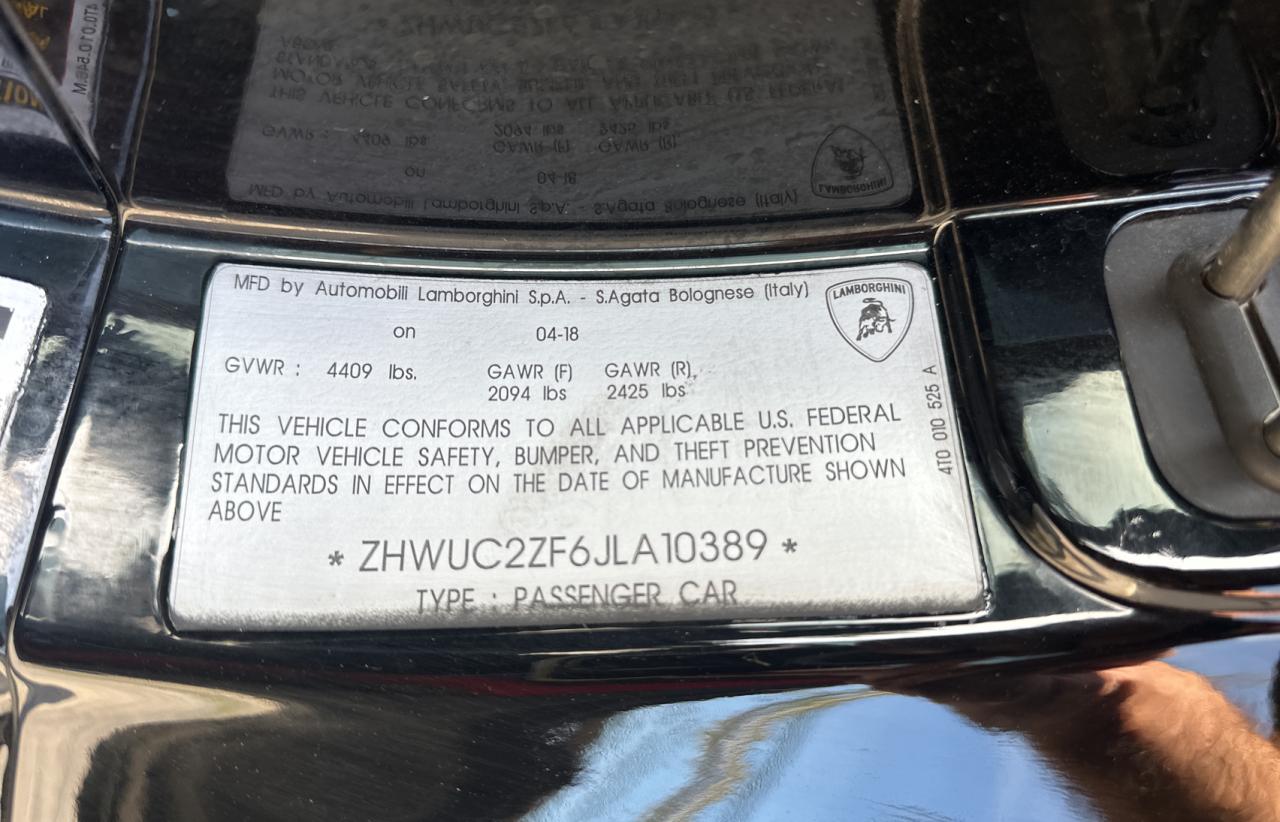 MFD by Automobili Lamborghini S.p.A. - S.Agata Bolognese (Italy)
LAMBORGHINI
on 04-18
GVWR : 4409 lbs. GAWR (F) GAWR (R),
2094 lbs 2425 lbs
THIS VEHICLE CONFORMS TO ALL APPLICABLE U.S. FEDERAL
MOTOR VEHICLE SAFETY, BUMPER, AND THEFT PREVENTION
STANDARDS IN EFFECT ON THE DATE OF MANUFACTURE SHOWN
ABOVE
* ZHWUC2ZF6JLA10389 *
TYPE : PASSENGER CAR
4T0 010 525 A